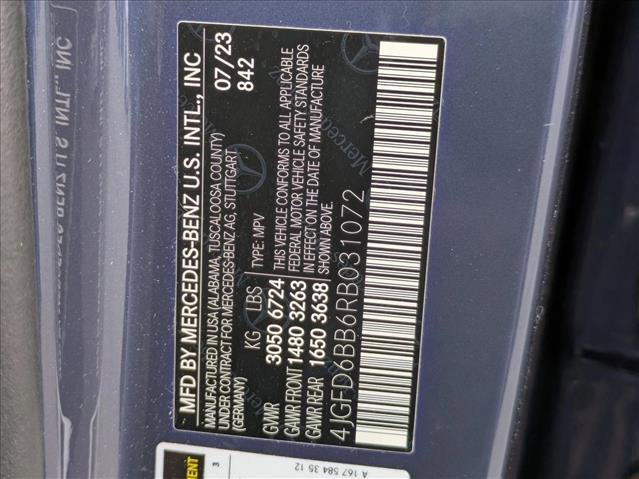 MFD BY MERCEDES-BENZ U.S. INTL., INC
MANUFACTURED IN USA (ALABAMA, TUSCALOOSA COUNTY)
UNDER CONTRACT FOR MERCEDES-BENZ AG, STUTTGART
(GERMANY)
07/23
842
TYPE: MPV
KG LBS
GVWR 3050 6724
GAWR FRONT 1480 3263
GAWR REAR 1650 3638
THIS VEHICLE CONFORMS TO ALL APPLICABLE
FEDERAL MOTOR VEHICLE SAFETY STANDARDS
IN EFFECT ON THE DATE OF MANUFACTURE
4JGFD6BB6RB031072
A 167 584 35 12
3